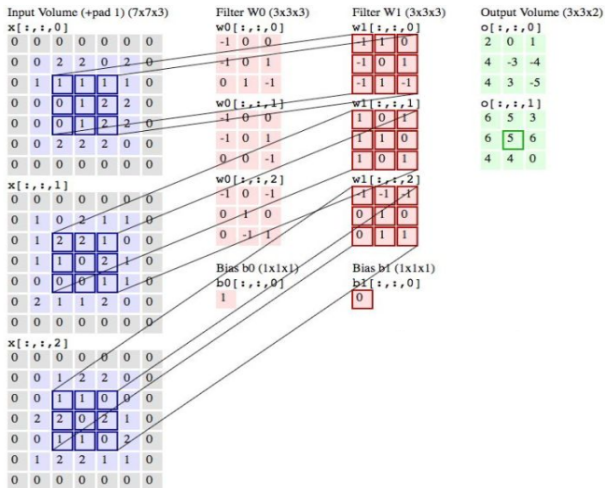 Input Volume (+pad 1) (7x7x3)
x[:,:,0]
0 0 0 0 0 0 0
0 0 2 2 0 2 0
0 1 1 1 1 1 0
0 0 0 1 2 2 0
0 0 0 1 2 2 0
0 0 2 2 2 0 0
0 0 0 0 0 0 0
x[:,:,1]
0 0 0 0 0 0 0
0 1 0 2 1 1 0
0 1 2 2 1 0 0
0 1 1 0 2 1 0
0 0 0 0 1 1 0
0 2 1 1 2 0 0
0 0 0 0 0 0 0
x[:,:,2]
0 0 0 0 0 0 0
0 0 1 2 2 0 0
0 0 1 1 0 0 0
0 2 2 0 2 1 0
0 0 1 1 0 2 0
0 1 2 2 1 1 0
0 0 0 0 0 0 0
Filter W0 (3x3x3)
w0[:,:,0]
-1 0 0
-1 0 1
0 1 -1
w0[:,:,1]
-1 0 0
-1 0 1
0 0 -1
w0[:,:,2]
-1 0 -1
0 1 0
0 -1 1
Bias b0 (1x1x1)
b0[:,:,0]
1
Filter W1 (3x3x3)
w1[:,:,0]
-1 1 0
-1 0 1
-1 1 -1
w1[:,:,1]
1 0 1
1 1 0
1 0 1
w1[:,:,2]
-1 -1 -1
0 1 0
0 1 1
Bias b1 (1x1x1)
b1[:,:,0]
0
Output Volume (3x3x2)
o[:,:,0]
2 0 1
4 -3 -4
4 3 -5
o[:,:,1]
6 5 3
6 5 6
4 4 0